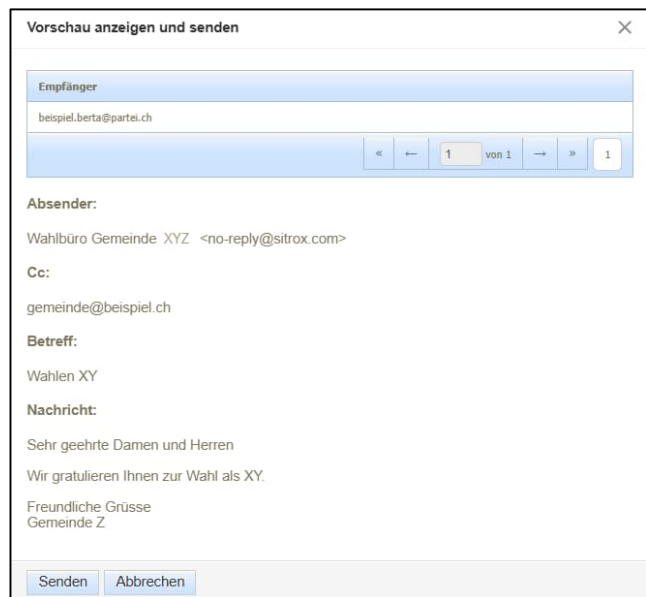 Vorschau anzeigen und senden ×
Empfänger
beispiel.berta@partei.ch
« ← 1 von 1 → » 1
Absender:
Wahlbüro Gemeinde XYZ <no-reply@sitrox.com>
Cc:
gemeinde@beispiel.ch
Betreff:
Wahlen XY
Nachricht:
Sehr geehrte Damen und Herren
Wir gratulieren Ihnen zur Wahl als XY.
Freundliche Grüsse
Gemeinde Z
Senden Abbrechen